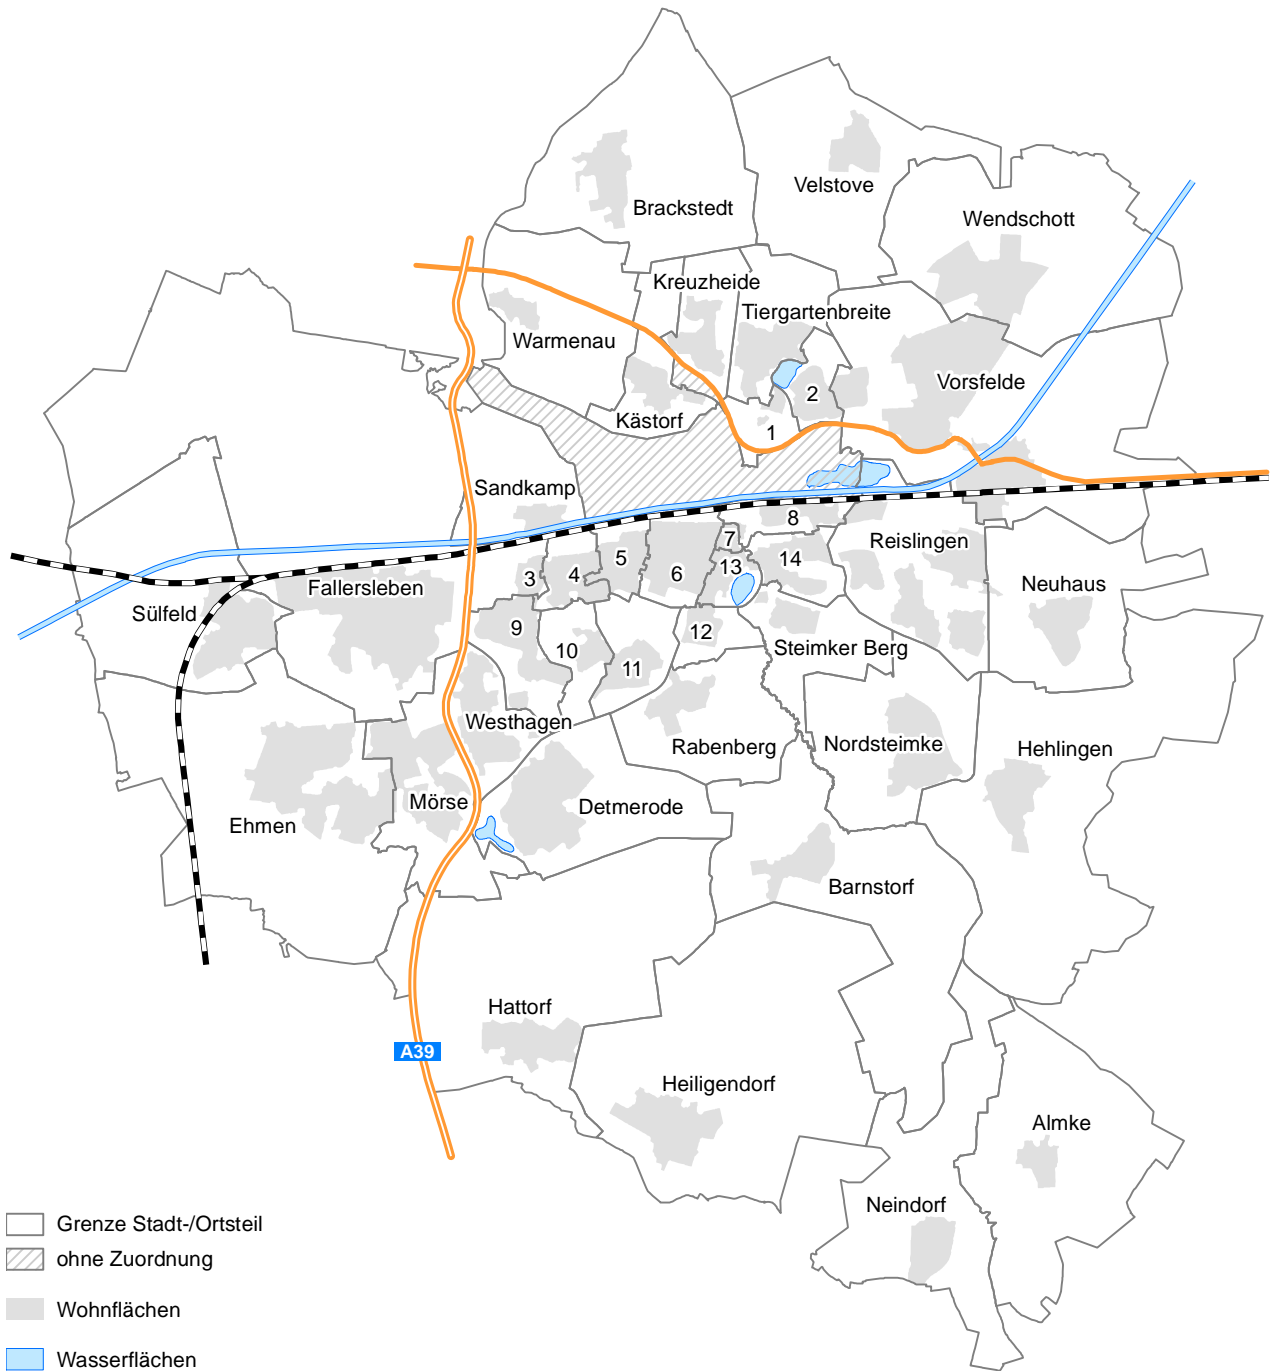 Velstove
Brackstedt
Wendschott
Kreuzheide
Tiergartenbreite
Warmenau
Vorsfelde
2
Kästorf
1
Sandkamp
8
7
Reislingen
5
14
13
6
4
3
Fallersleben
Neuhaus
Sülfeld
9
12
10
Steimker Berg
11
Westhagen
Rabenberg
Nordsteimke
Hehlingen
Mörse
Detmerode
Ehmen
Barnstorf
Hattorf
A39
Heiligendorf
Almke
Neindorf
Grenze Stadt-/Ortsteil
ohne Zuordnung
Wohnflächen
Wasserflächen